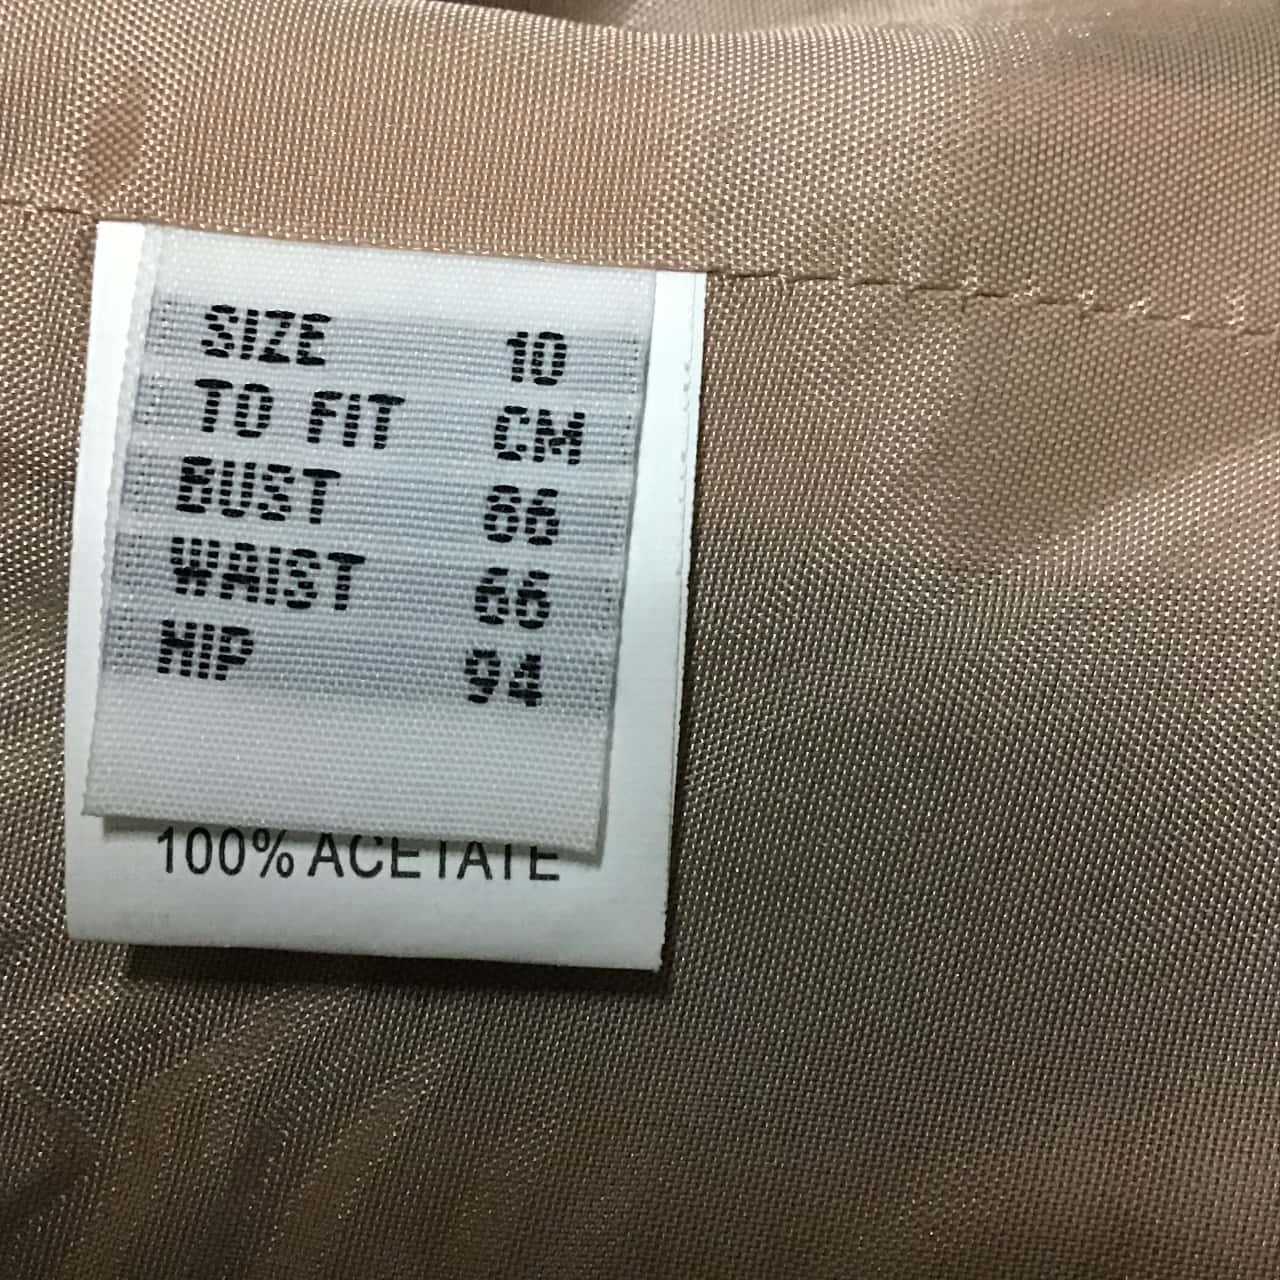 SIZE 10
TO FIT CM
BUST 86
WAIST 66
HIP 94
100% ACETATE